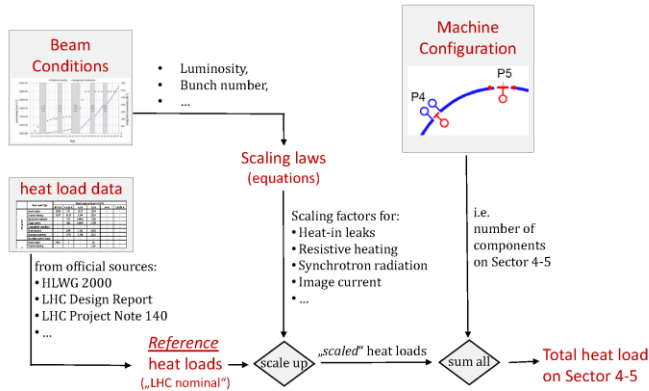 Beam
Conditions
• Luminosity,
• Bunch number,
• ...
Machine
Configuration
P5
P4
Scaling laws
(equations)
heat load data
Scaling factors for:
• Heat-in leaks
• Resistive heating
• Synchrotron radiation
• Image current
• ...
i.e.
number of
components
on Sector 4-5
from official sources:
• HLWG 2000
• LHC Design Report
• LHC Project Note 140
• ...
Reference
heat loads
(„LHC nominal”)
scale up
„scaled” heat loads
sum all
Total heat load
on Sector 4-5